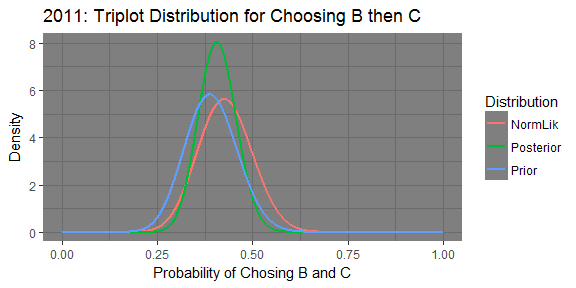 2011: Triplot Distribution for Choosing B then C
8
6
4
2
0
Density
0.00 0.25 0.50 0.75 1.00
Probability of Chosing B and C
Distribution
NormLik
Posterior
Prior